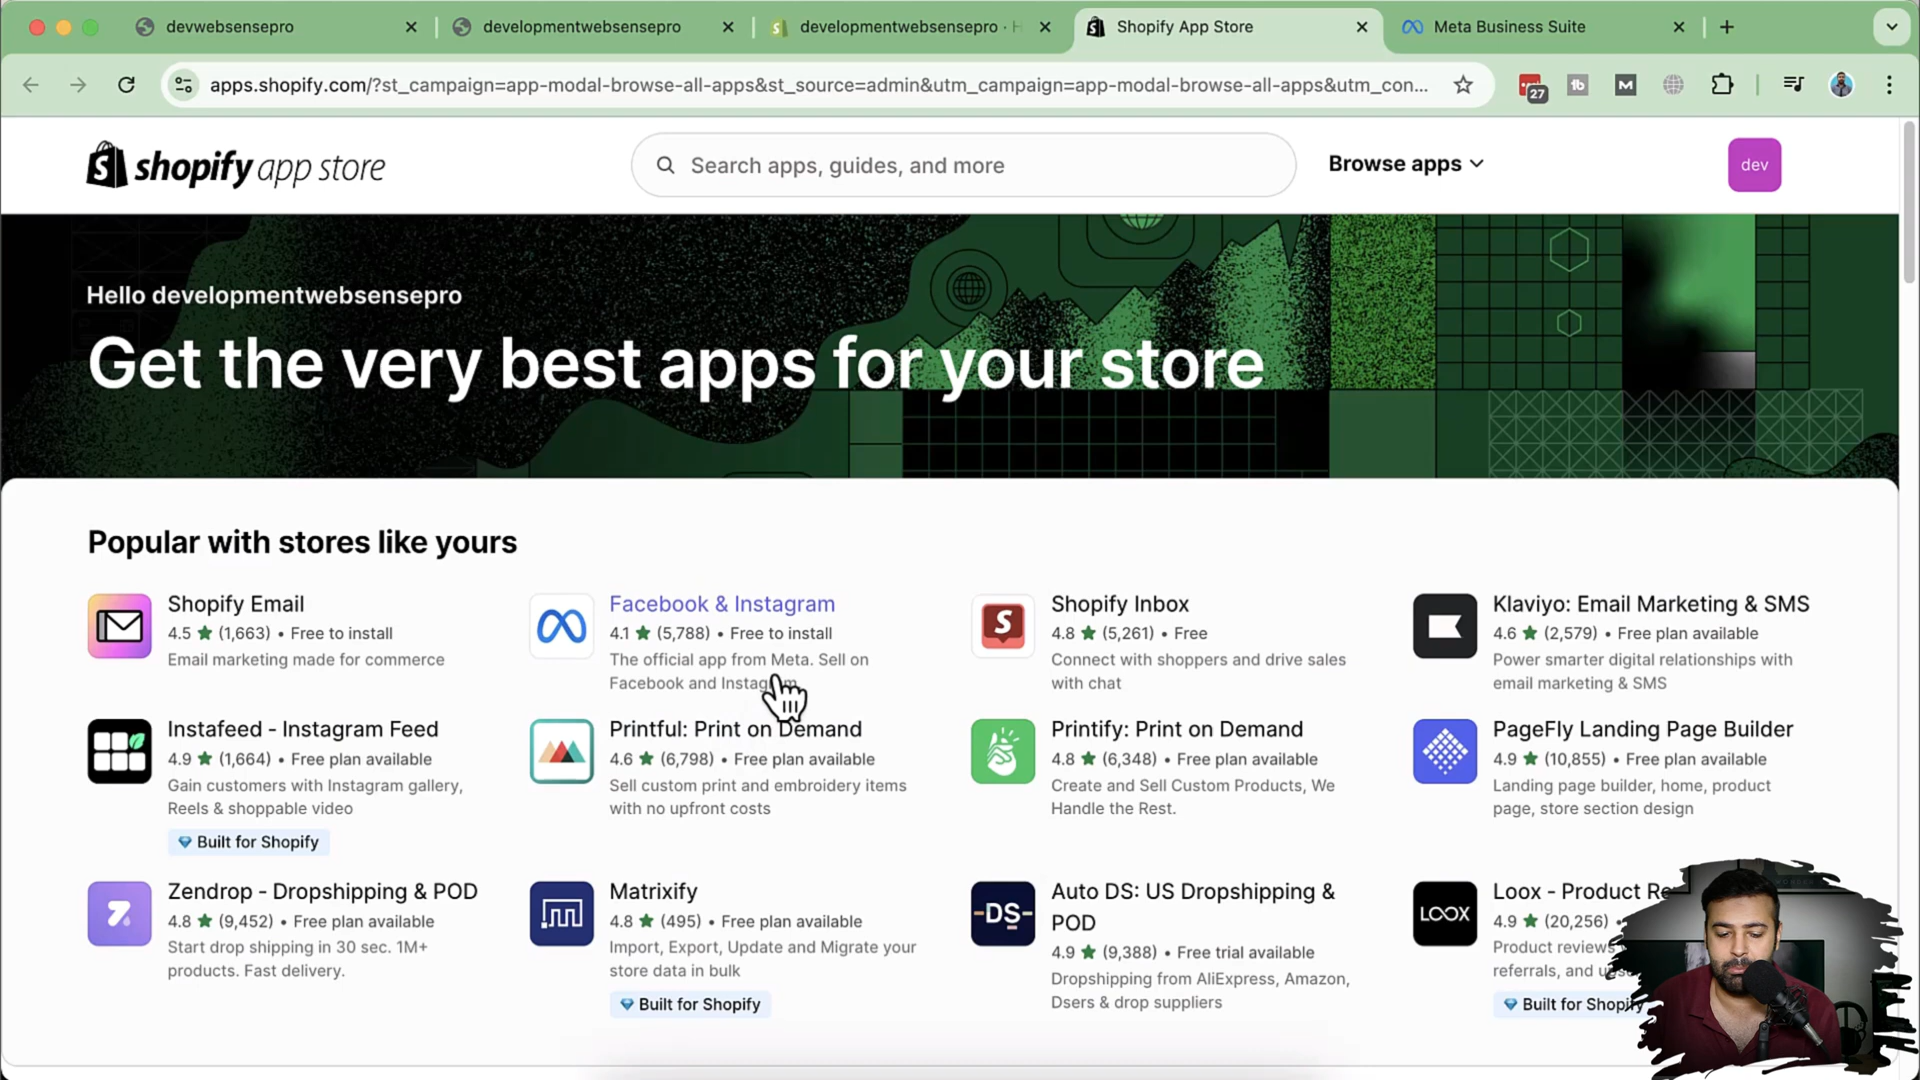 devwebsensepro
developmentwebsensepro
developmentwebsensepro · H
Shopify App Store
Meta Business Suite
apps.shopify.com/?st_campaign=app-modal-browse-all-apps&st_source=admin&utm_campaign=app-modal-browse-all-apps&utm_con...
27
tb
M
shopify app store
Search apps, guides, and more
Browse apps
dev
Hello developmentwebsensepro
Get the very best apps for your store
Popular with stores like yours
Shopify Email
4.5 ★ (1,663) • Free to install
Email marketing made for commerce
Facebook & Instagram
4.1 ★ (5,788) • Free to install
The official app from Meta. Sell on
Facebook and Instagram
Shopify Inbox
4.8 ★ (5,261) • Free
Connect with shoppers and drive sales
with chat
Klaviyo: Email Marketing & SMS
4.6 ★ (2,579) • Free plan available
Power smarter digital relationships with
email marketing & SMS
Instafeed - Instagram Feed
4.9 ★ (1,664) • Free plan available
Gain customers with Instagram gallery,
Reels & shoppable video
Built for Shopify
Printful: Print on Demand
4.6 ★ (6,798) • Free plan available
Sell custom print and embroidery items
with no upfront costs
Printify: Print on Demand
4.8 ★ (6,348) • Free plan available
Create and Sell Custom Products, We
Handle the Rest.
PageFly Landing Page Builder
4.9 ★ (10,855) • Free plan available
Landing page builder, home, product
page, store section design
Zendrop - Dropshipping & POD
4.8 ★ (9,452) • Free plan available
Start drop shipping in 30 sec. 1M+
products. Fast delivery.
Matrixify
4.8 ★ (495) • Free plan available
Import, Export, Update and Migrate your
store data in bulk
Built for Shopify
-DS-
Auto DS: US Dropshipping &
POD
4.9 ★ (9,388) • Free trial available
Dropshipping from AliExpress, Amazon,
Dsers & drop suppliers
LOOX
Loox - Product Re
4.9 ★ (20,256) •
Product reviews
referrals, and
Built for Shopify